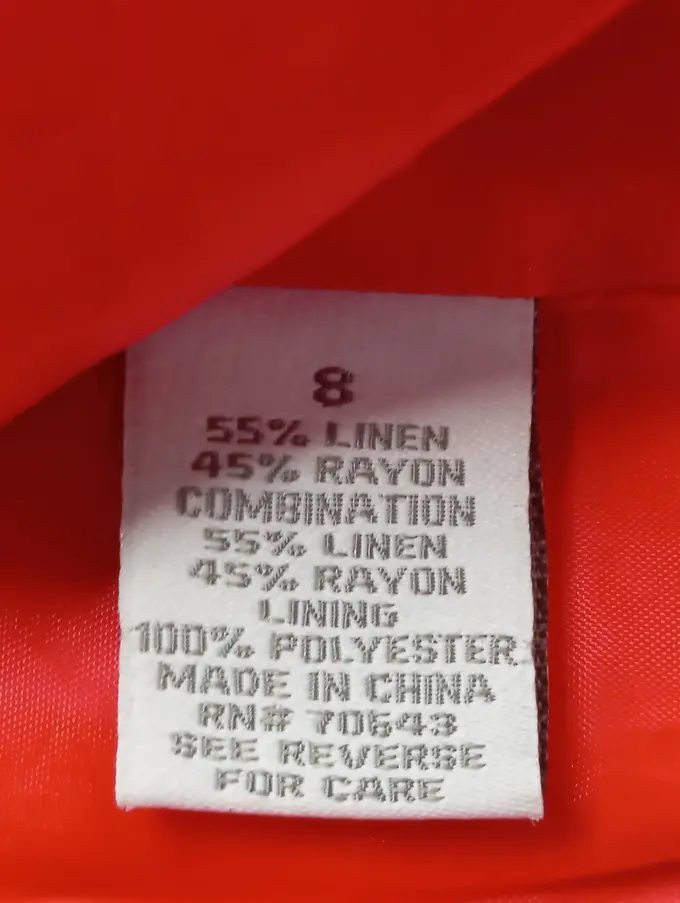 8
55% LINEN
45% RAYON
COMBINATION
55% LINEN
45% RAYON
LINING
100% POLYESTER
MADE IN CHINA
RN# 70643
SEE REVERSE
FOR CARE